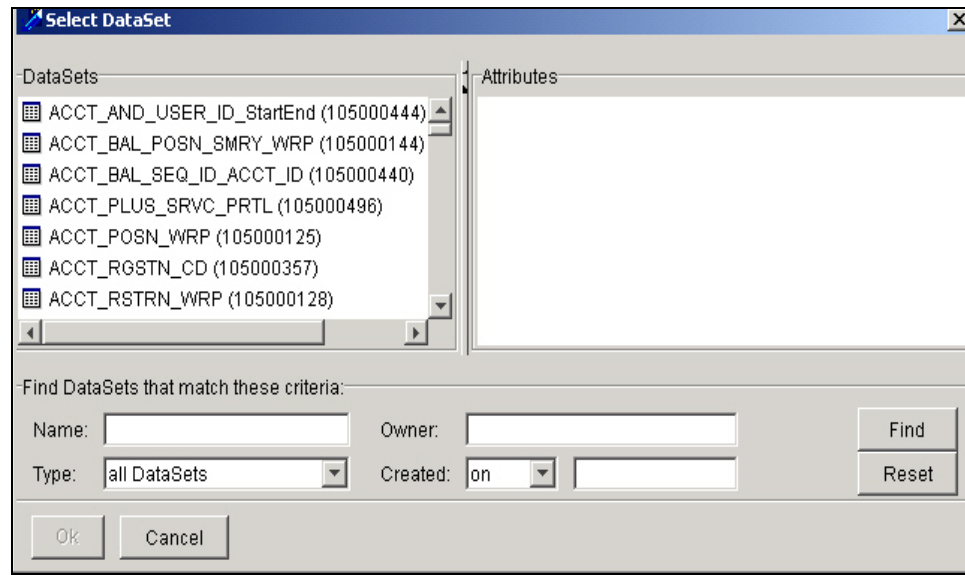 Select DataSet
DataSets
ACCT_AND_USER_ID_StartEnd (105000444)
ACCT_BAL_POSN_SMRY_WRP (105000144)
ACCT_BAL_SEQ_ID_ACCT_ID (105000440)
ACCT_PLUS_SRVC_PRTL (105000496)
ACCT_POSN_WRP (105000125)
ACCT_RGSTN_CD (105000357)
ACCT_RSTRN_WRP (105000128)
Attributes
Find DataSets that match these criteria:
Name: Owner: Find
Type: all DataSets Created: on Reset
Ok Cancel